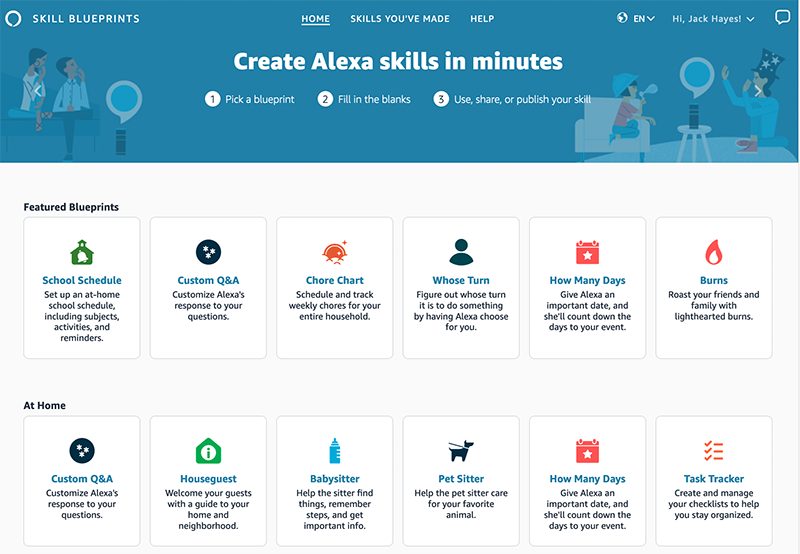 SKILL BLUEPRINTS
HOME
SKILLS YOU'VE MADE
HELP
EN
Hi, Jack Hayes!
Create Alexa skills in minutes
1 Pick a blueprint
2 Fill in the blanks
3 Use, share, or publish your skill
Featured Blueprints
School Schedule
Set up an at-home
school schedule,
including subjects,
activities, and
reminders.
Custom Q&A
Customize Alexa's
response to your
questions.
Chore Chart
Schedule and track
weekly chores for your
entire household.
Whose Turn
Figure out whose turn
it is to do something
by having Alexa choose
for you.
How Many Days
Give Alexa an
important date, and
she'll count down the
days to your event.
Burns
Roast your friends and
family with
lighthearted burns.
At Home
Custom Q&A
Customize Alexa's
response to your
questions.
Houseguest
Welcome your guests
with a guide to your
home and
neighborhood.
Babysitter
Help the sitter find
things, remember
steps, and get
important info.
Pet Sitter
Help the pet sitter care
for your favorite
animal.
How Many Days
Give Alexa an
important date, and
she'll count down the
days to your event.
Task Tracker
Create and manage
your checklists to help
you stay organized.